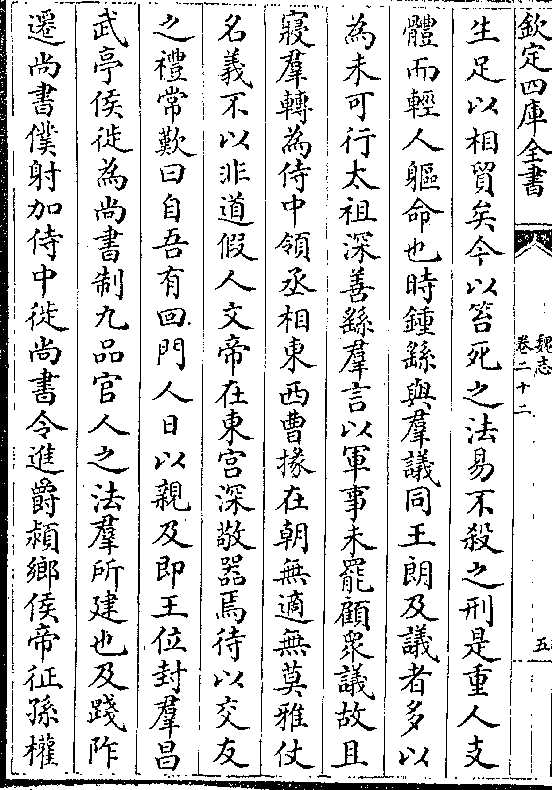 欽定四庫全書
魏志
卷二十二
五
生足以相貿矣今以笞死之法易不殺之刑是重人支
體而輕人軀命也時鍾繇與羣議同王朗及議者多以
為未可行太祖深善繇羣言以軍事未罷顧衆議故且
寢羣轉為侍中領丞相東西曹掾在朝無適無莫雅仗
名義不以非道假人文帝在東宮深敬器焉待以交友
之禮常歎曰自吾有回門人日以親及即王位封羣昌
武亭侯徙為尚書制九品官人之法羣所建也及踐阼
遷尚書僕射加侍中徙尚書令進爵潁鄉侯帝征孫權